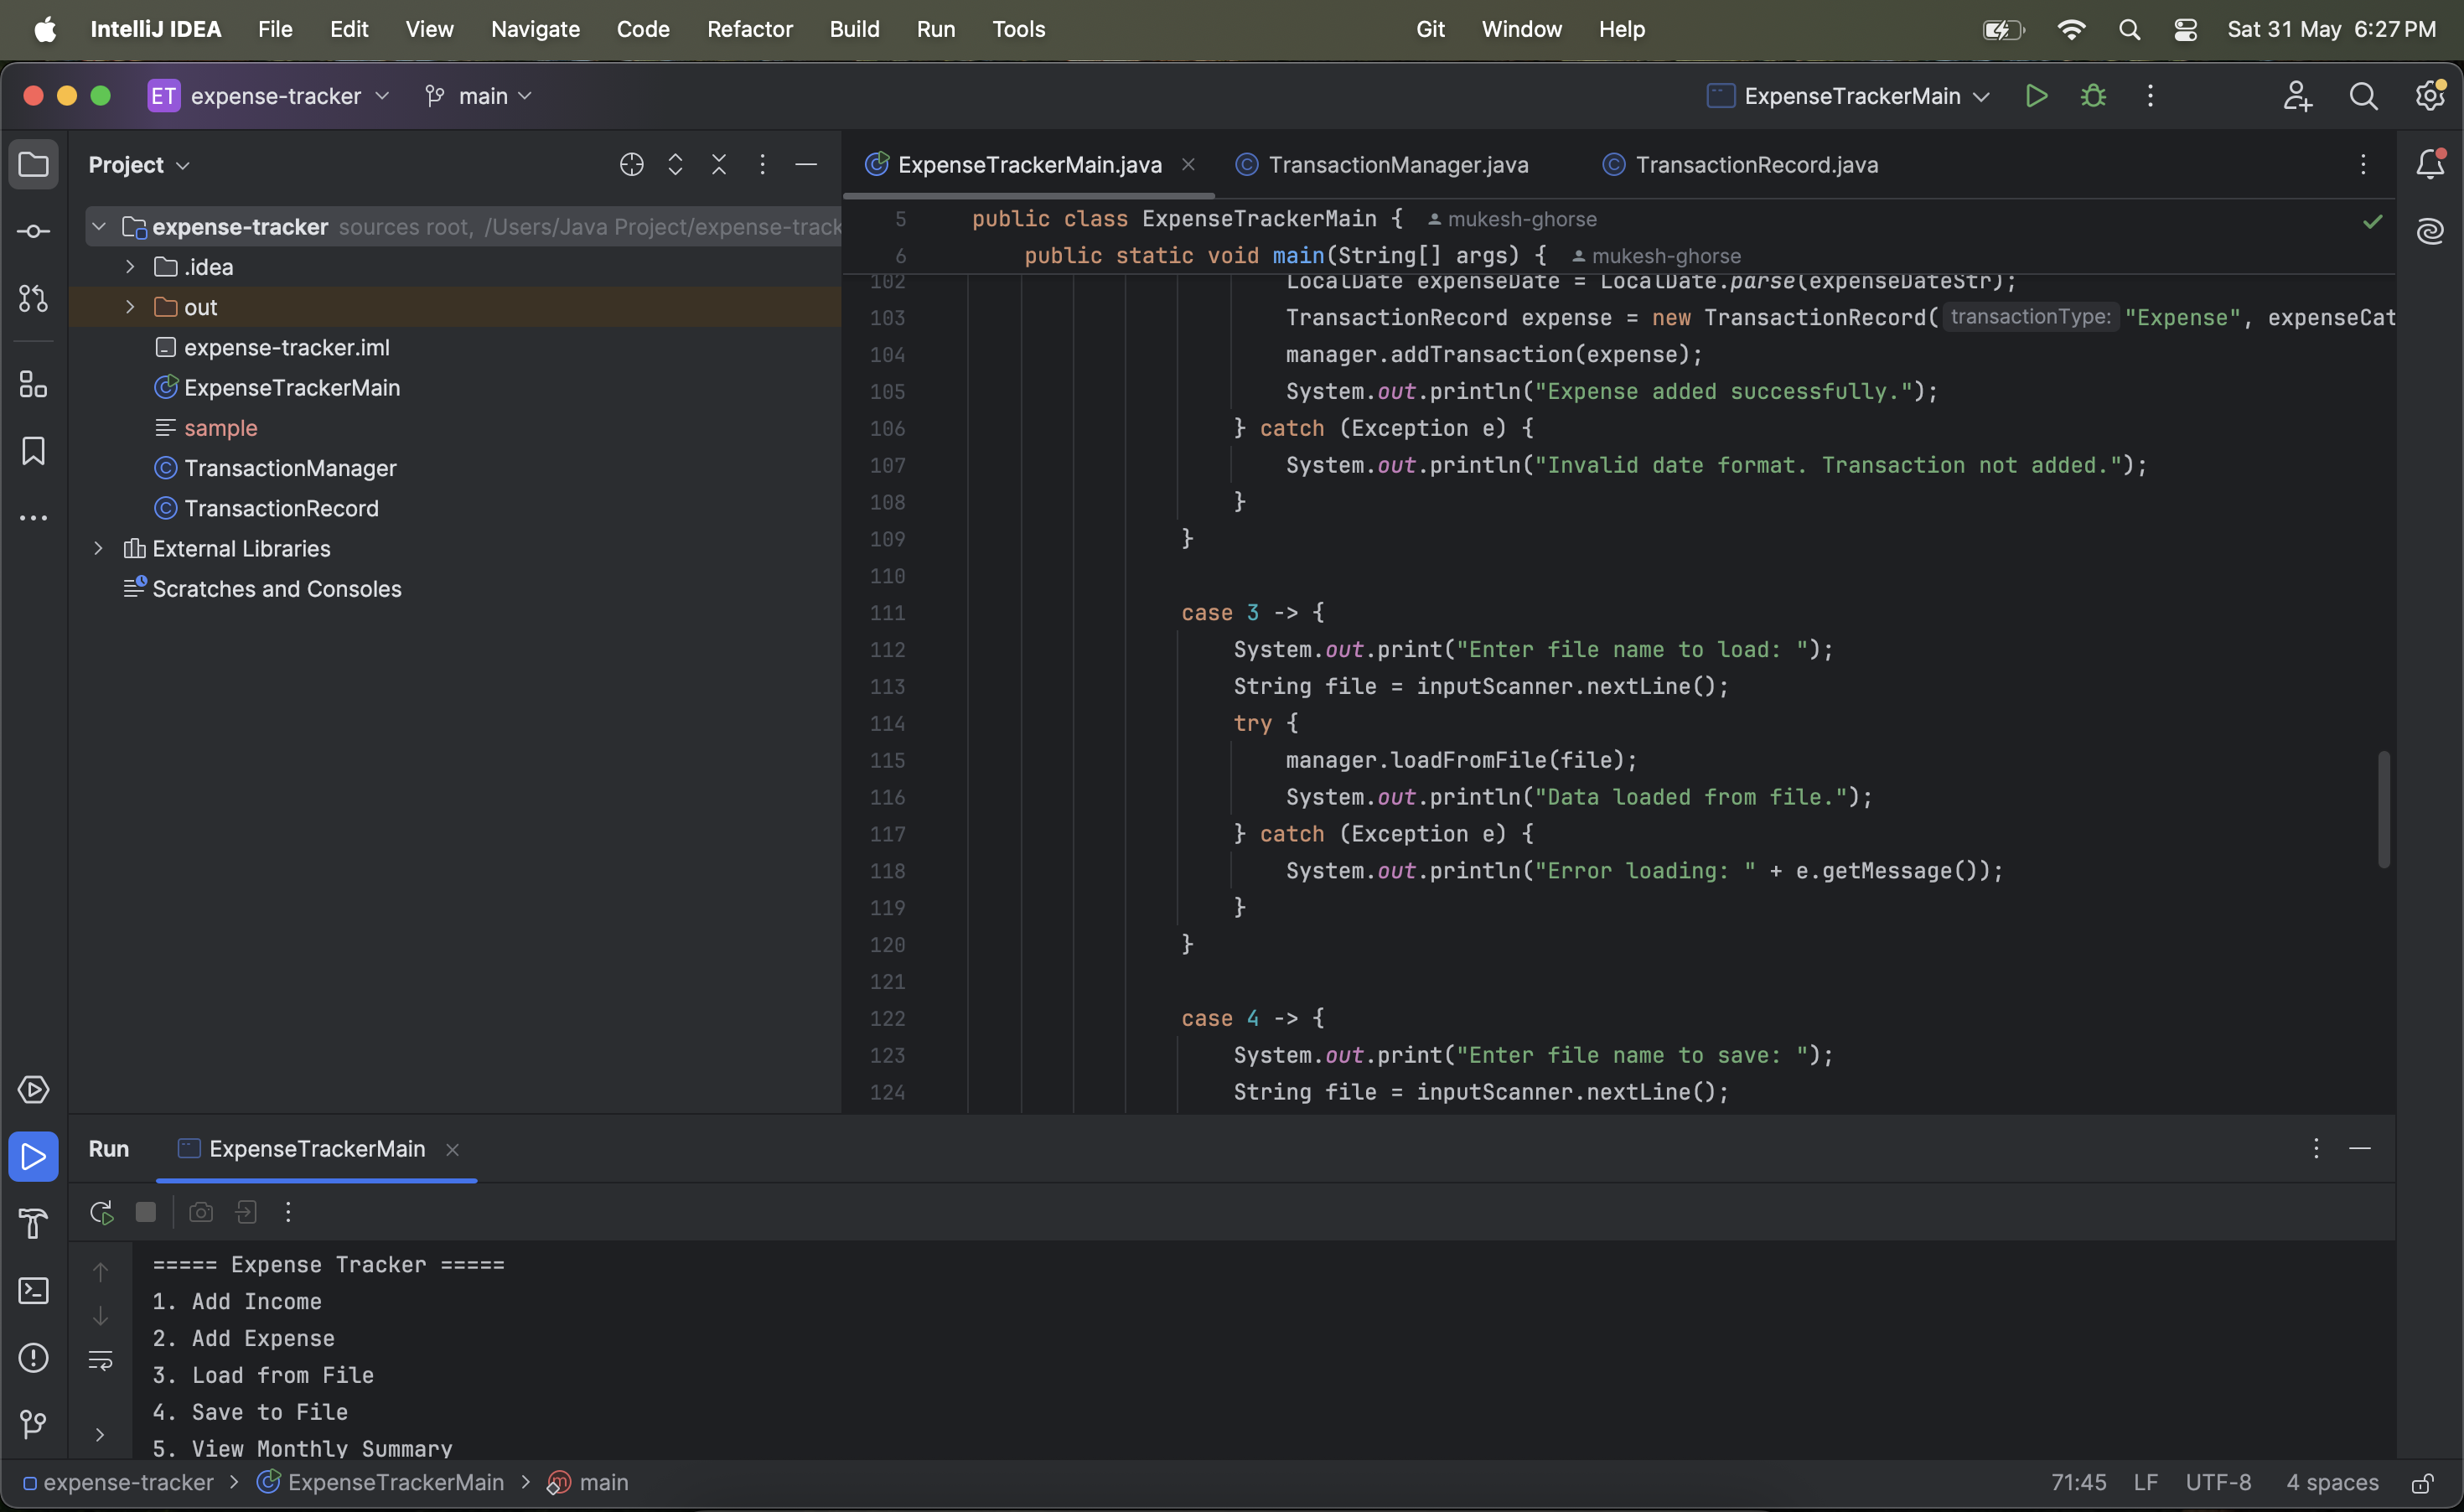 IntelliJ IDEA File Edit View Navigate Code Refactor Build Run Tools Git Window Help Sat 31 May 6:27 PM
ET expense-tracker main ExpenseTrackerMain
Project
expense-tracker sources root, /Users/Java Project/expense-track
.idea
out
expense-tracker.iml
ExpenseTrackerMain
sample
TransactionManager
TransactionRecord
External Libraries
Scratches and Consoles
ExpenseTrackerMain.java TransactionManager.java TransactionRecord.java
5 public class ExpenseTrackerMain { mukesh-ghorse
6 public static void main(String[] args) { mukesh-ghorse
102 LocalDate expenseDate = LocalDate.parse(expenseDateStr);
103 TransactionRecord expense = new TransactionRecord( transactionType: "Expense", expenseCat
104 manager.addTransaction(expense);
105 System.out.println("Expense added successfully.");
106 } catch (Exception e) {
107 System.out.println("Invalid date format. Transaction not added.");
108 }
109 }
110
111 case 3 -> {
112 System.out.print("Enter file name to load: ");
113 String file = inputScanner.nextLine();
114 try {
115 manager.loadFromFile(file);
116 System.out.println("Data loaded from file.");
117 } catch (Exception e) {
118 System.out.println("Error loading: " + e.getMessage());
119 }
120 }
121
122 case 4 -> {
123 System.out.print("Enter file name to save: ");
124 String file = inputScanner.nextLine();
Run ExpenseTrackerMain
===== Expense Tracker =====
1. Add Income
2. Add Expense
3. Load from File
4. Save to File
5. View Monthly Summary
expense-tracker > ExpenseTrackerMain > main 71:45 LF UTF-8 4 spaces